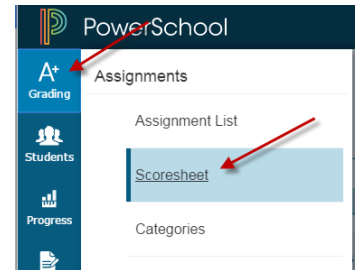 PowerSchool
A+
Grading
Assignments
Assignment List
Students
Scoresheet
Progress
Categories